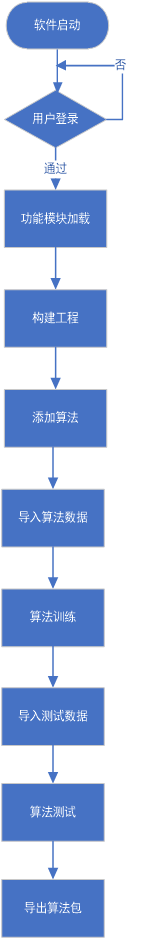 软件启动
否
用户登录
通过
功能模块加载
构建工程
添加算法
导入算法数据
算法训练
导入测试数据
算法测试
导出算法包